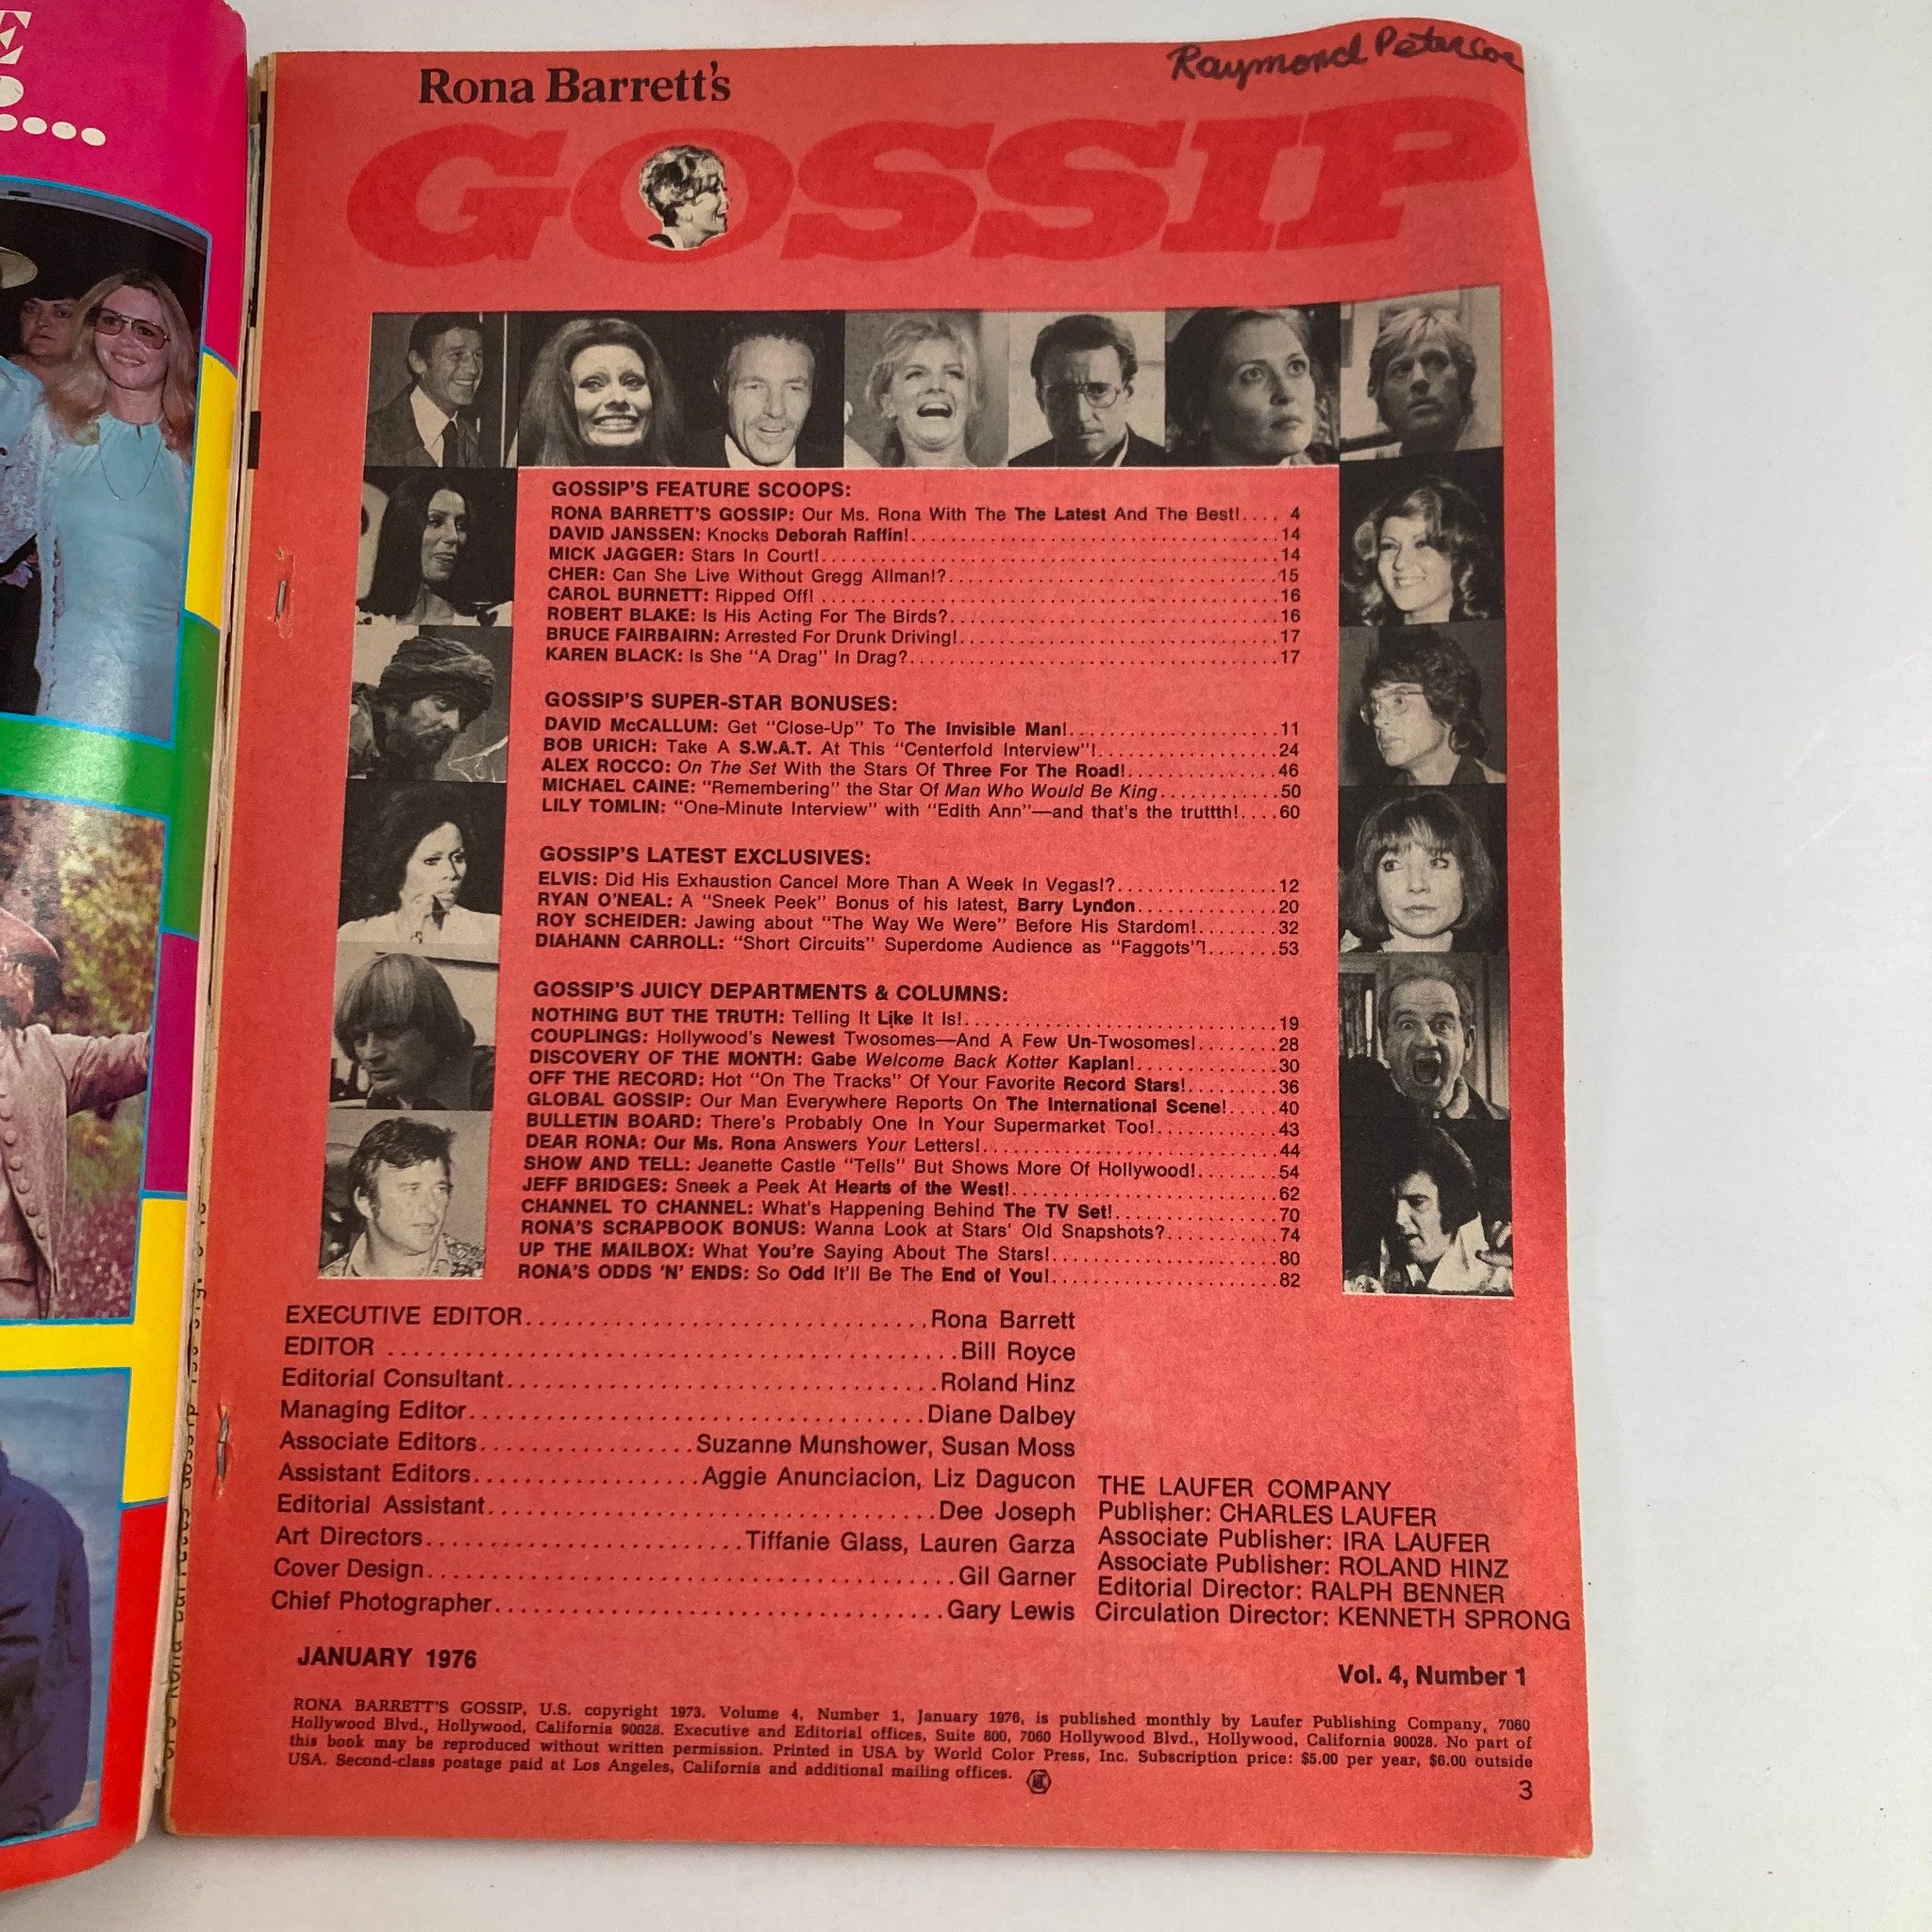 Raymond Peter
Rona Barrett's
GOSSIP
GOSSIP'S FEATURE SCOOPS:
RONA BARRETT'S GOSSIP: Our Ms. Rona With The The Latest And The Best!.... 4
DAVID JANSSEN: Knocks Deborah Raffin!........................................14
MICK JAGGER: Stars In Court!..................................................14
CHER: Can She Live Without Gregg Allman!?....................................15
CAROL BURNETT: Ripped Off! ..................................................16
ROBERT BLAKE: Is His Acting For The Birds?...................................16
BRUCE FAIRBAIRN: Arrested For Drunk Driving!.................................17
KAREN BLACK: Is She "A Drag" In Drag?........................................17
GOSSIP'S SUPER-STAR BONUSES:
DAVID McCALLUM: Get "Close-Up" To The Invisible Man!.........................11
BOB URICH: Take A S.W.A.T. At This "Centerfold Interview"!...................24
ALEX ROCCO: On The Set With the Stars Of Three For The Road!.................46
MICHAEL CAINE: "Remembering" the Star Of Man Who Would Be King............50
LILY TOMLIN: "One-Minute Interview" with "Edith Ann"—and that's the truttth!....60
GOSSIP'S LATEST EXCLUSIVES:
ELVIS: Did His Exhaustion Cancel More Than A Week In Vegas!?................12
RYAN O'NEAL: A "Sneek Peek" Bonus of his latest, Barry Lyndon..............20
ROY SCHEIDER: Jawing about "The Way We Were" Before His Stardom!........32
DIAHANN CARROLL: "Short Circuits" Superdome Audience as "Faggots"!.......53
GOSSIP'S JUICY DEPARTMENTS & COLUMNS:
NOTHING BUT THE TRUTH: Telling It Like It Is!................................19
COUPLINGS: Hollywood's Newest Twosomes—And A Few Un-Twosomes!........28
DISCOVERY OF THE MONTH: Gabe Welcome Back Kotter Kaplan!..............30
OFF THE RECORD: Hot "On The Tracks" Of Your Favorite Record Stars!.........36
GLOBAL GOSSIP: Our Man Everywhere Reports On The International Scene!.....40
BULLETIN BOARD: There's Probably One In Your Supermarket Too!............43
DEAR RONA: Our Ms. Rona Answers Your Letters!..............................44
SHOW AND TELL: Jeanette Castle "Tells" But Shows More Of Hollywood!........54
JEFF BRIDGES: Sneek a Peek At Hearts of the West!..........................62
CHANNEL TO CHANNEL: What's Happening Behind The TV Set!................70
RONA'S SCRAPBOOK BONUS: Wanna Look at Stars' Old Snapshots?...........74
UP THE MAILBOX: What You're Saying About The Stars!......................80
RONA'S ODDS 'N' ENDS: So Odd It'll Be The End of You!.......................82
EXECUTIVE EDITOR................................Rona Barrett
EDITOR .............................................Bill Royce
Editorial Consultant..................................Roland Hinz
Managing Editor....................................Diane Dalbey
Associate Editors.................Suzanne Munshower, Susan Moss
Assistant Editors..................Aggie Anunciacion, Liz Dagucon
Editorial Assistant...................................Dee Joseph
Art Directors.........................Tiffanie Glass, Lauren Garza
Cover Design..........................................Gil Garner
Chief Photographer...................................Gary Lewis
THE LAUFER COMPANY
Publisher: CHARLES LAUFER
Associate Publisher: IRA LAUFER
Associate Publisher: ROLAND HINZ
Editorial Director: RALPH BENNER
Circulation Director: KENNETH SPRONG
JANUARY 1976
Vol. 4, Number 1
RONA BARRETT'S GOSSIP, U.S. copyright 1973. Volume 4, Number 1, January 1976, is published monthly by Laufer Publishing Company, 7060
Hollywood Blvd., Hollywood, California 90028. Executive and Editorial offices, Suite 800, 7060 Hollywood Blvd., Hollywood, California 90028. No part of
this book may be reproduced without written permission. Printed in USA by World Color Press, Inc. Subscription price: $5.00 per year, $6.00 outside
USA. Second-class postage paid at Los Angeles, California and additional mailing offices.
3